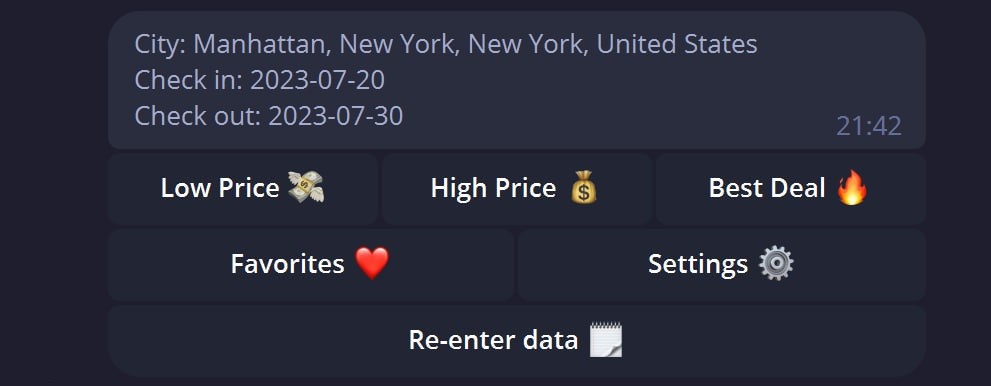 City: Manhattan, New York, New York, United States
Check in: 2023-07-20
Check out: 2023-07-30
21:42
Low Price 💸 High Price 💰 Best Deal 🔥
Favorites ❤️ Settings ⚙️
Re-enter data 🗒️